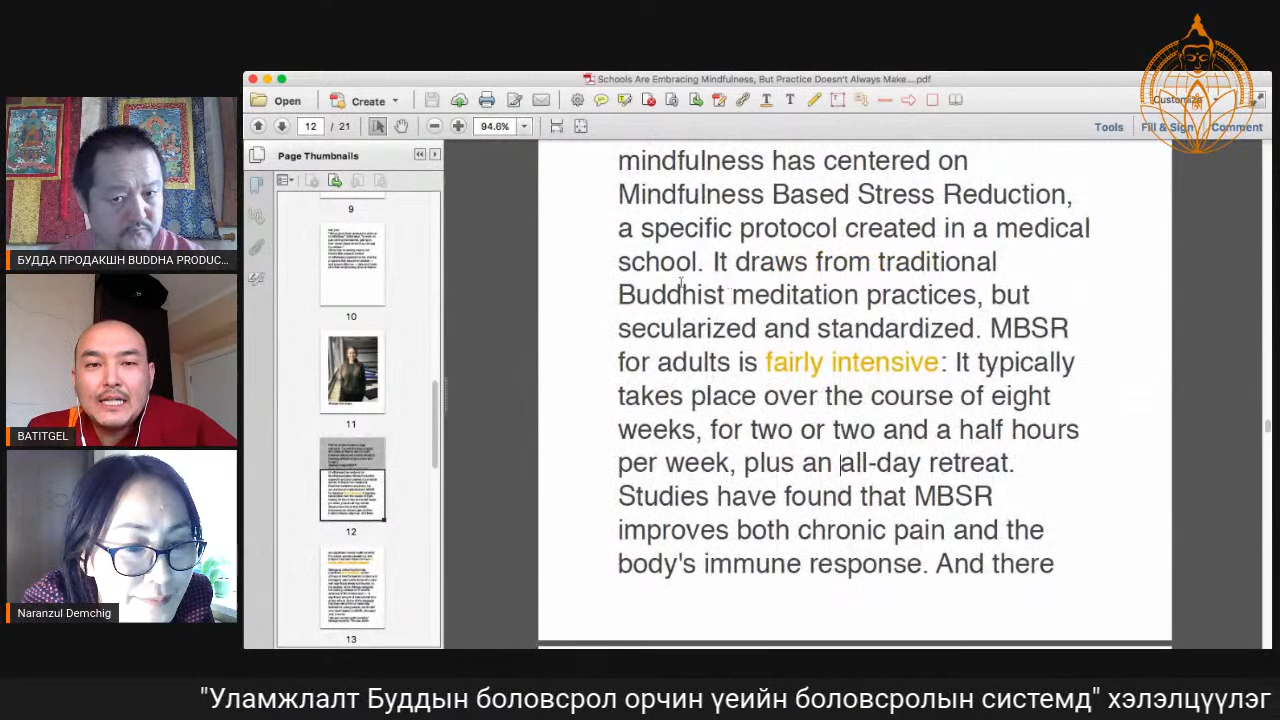 Schools Are Embracing Mindfulness, But Practice Doesn't Always Make....pdf
Open
Create
Customize
12 / 21
94.6%
Tools
Fill & Sign
Comment
Page Thumbnails
9
10
11
12
13
mindfulness has centered on
Mindfulness Based Stress Reduction,
a specific protocol created in a medical
school. It draws from traditional
Buddhist meditation practices, but
secularized and standardized. MBSR
for adults is fairly intensive: It typically
takes place over the course of eight
weeks, for two or two and a half hours
per week, plus an all-day retreat.
Studies have found that MBSR
improves both chronic pain and the
body's immune response. And there
БУДДА ПРОДАКШН BUDDHA PRODUC...
BATITGEL
Naranzul Damchig
"Уламжлалт Буддын боловсрол орчин үеийн боловсролын системд" хэлэлцүүлэг